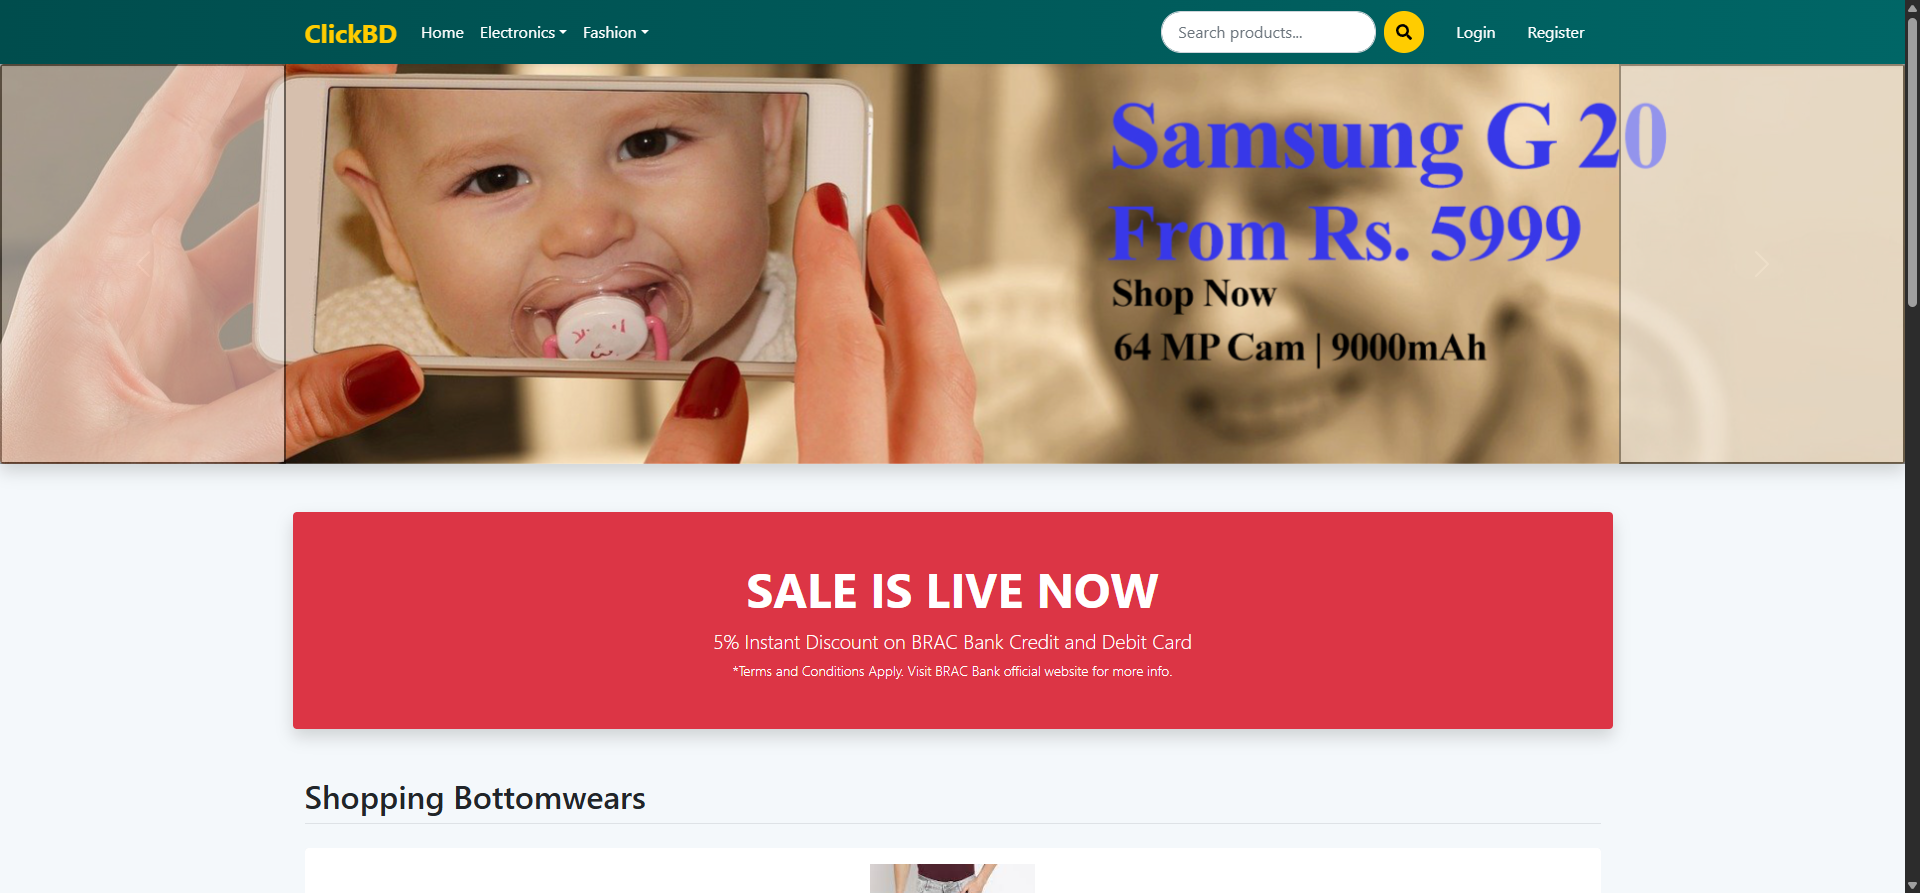 ClickBD Home Electronics Fashion Search products... Login Register
Samsung G 20
From Rs. 5999
Shop Now
64 MP Cam | 9000mAh
SALE IS LIVE NOW
5% Instant Discount on BRAC Bank Credit and Debit Card
*Terms and Conditions Apply. Visit BRAC Bank official website for more info.
Shopping Bottomwears